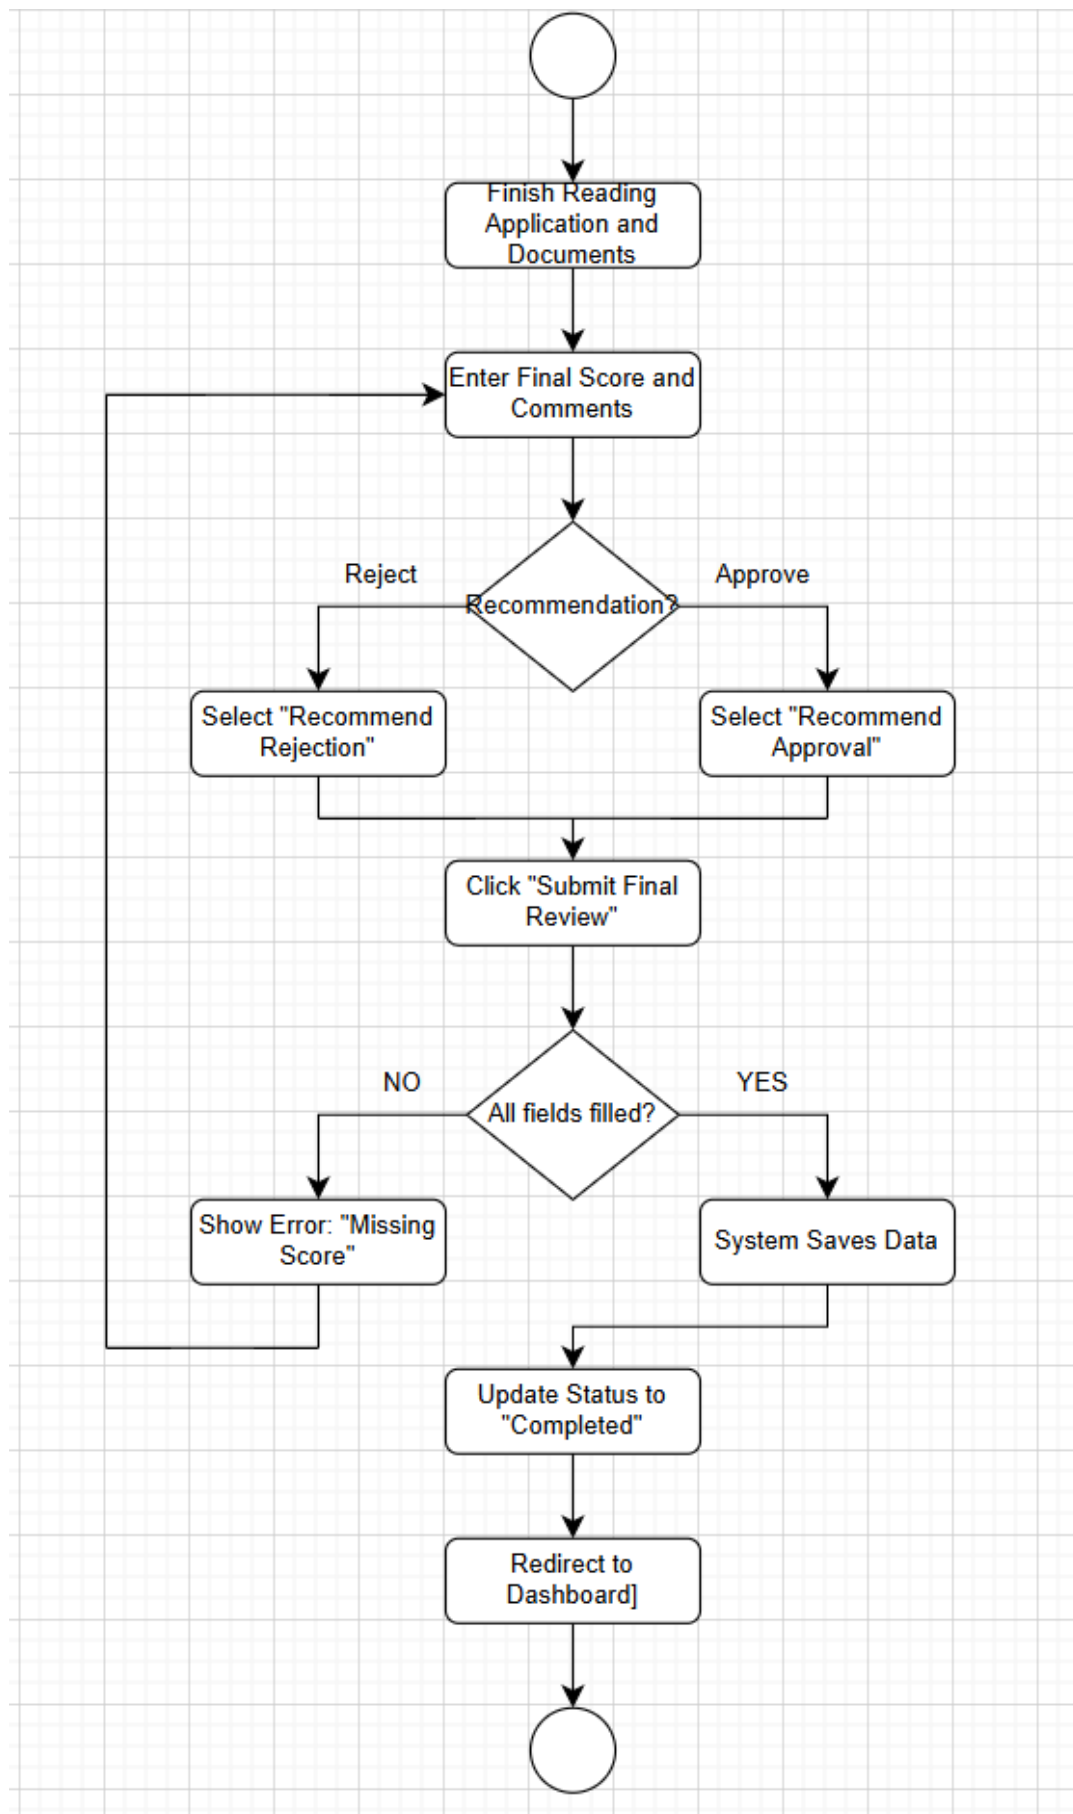 Finish Reading
Application and
Documents
Enter Final Score and
Comments
Reject
Approve
Recommendation?
Select "Recommend
Rejection"
Select "Recommend
Approval"
Click "Submit Final
Review"
NO
YES
All fields filled?
Show Error: "Missing
Score"
System Saves Data
Update Status to
"Completed"
Redirect to
Dashboard]